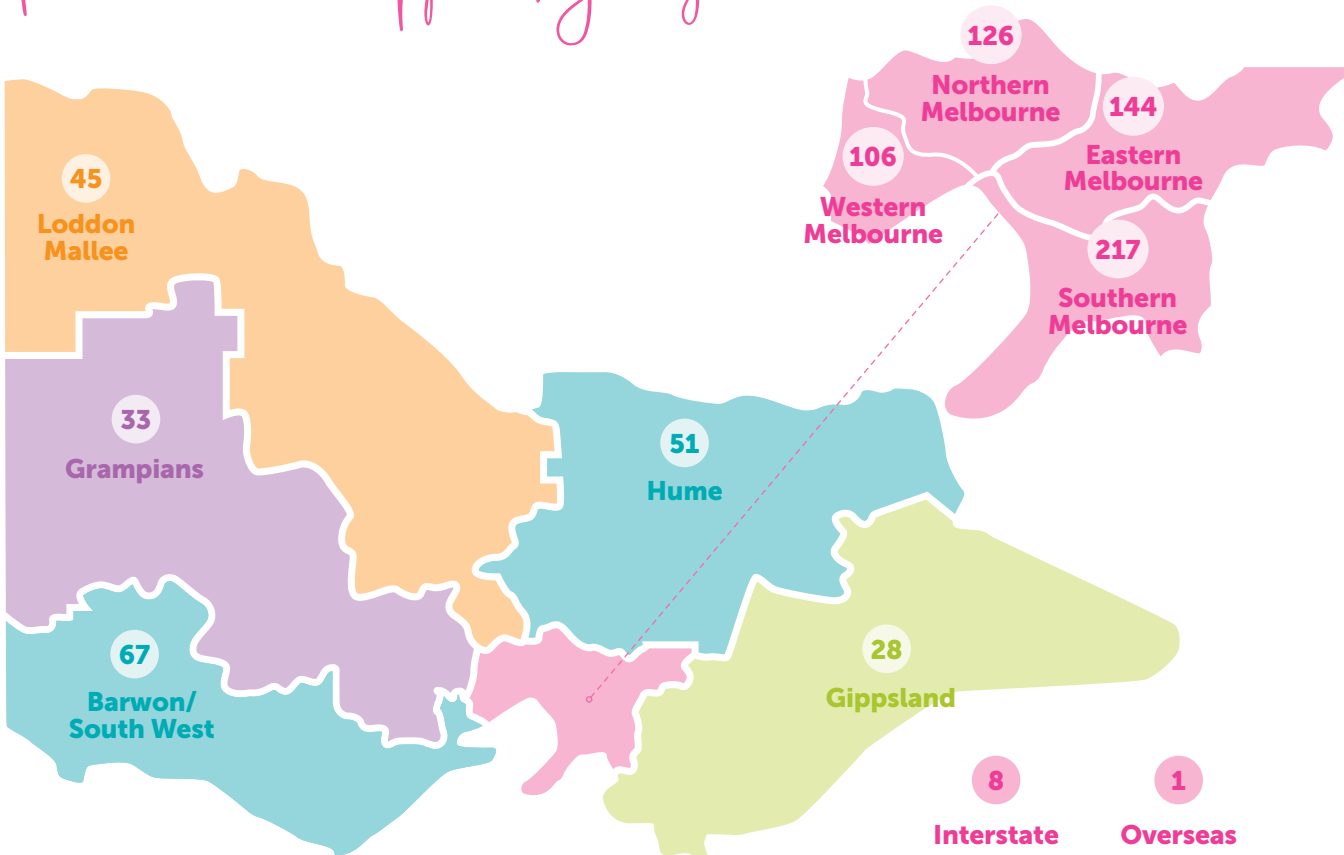 126
Northern
Melbourne
144
Eastern
Melbourne
106
Western
Melbourne
217
Southern
Melbourne
45
Loddon
Mallee
33
Grampians
51
Hume
67
Barwon/
South West
28
Gippsland
8
Interstate
1
Overseas